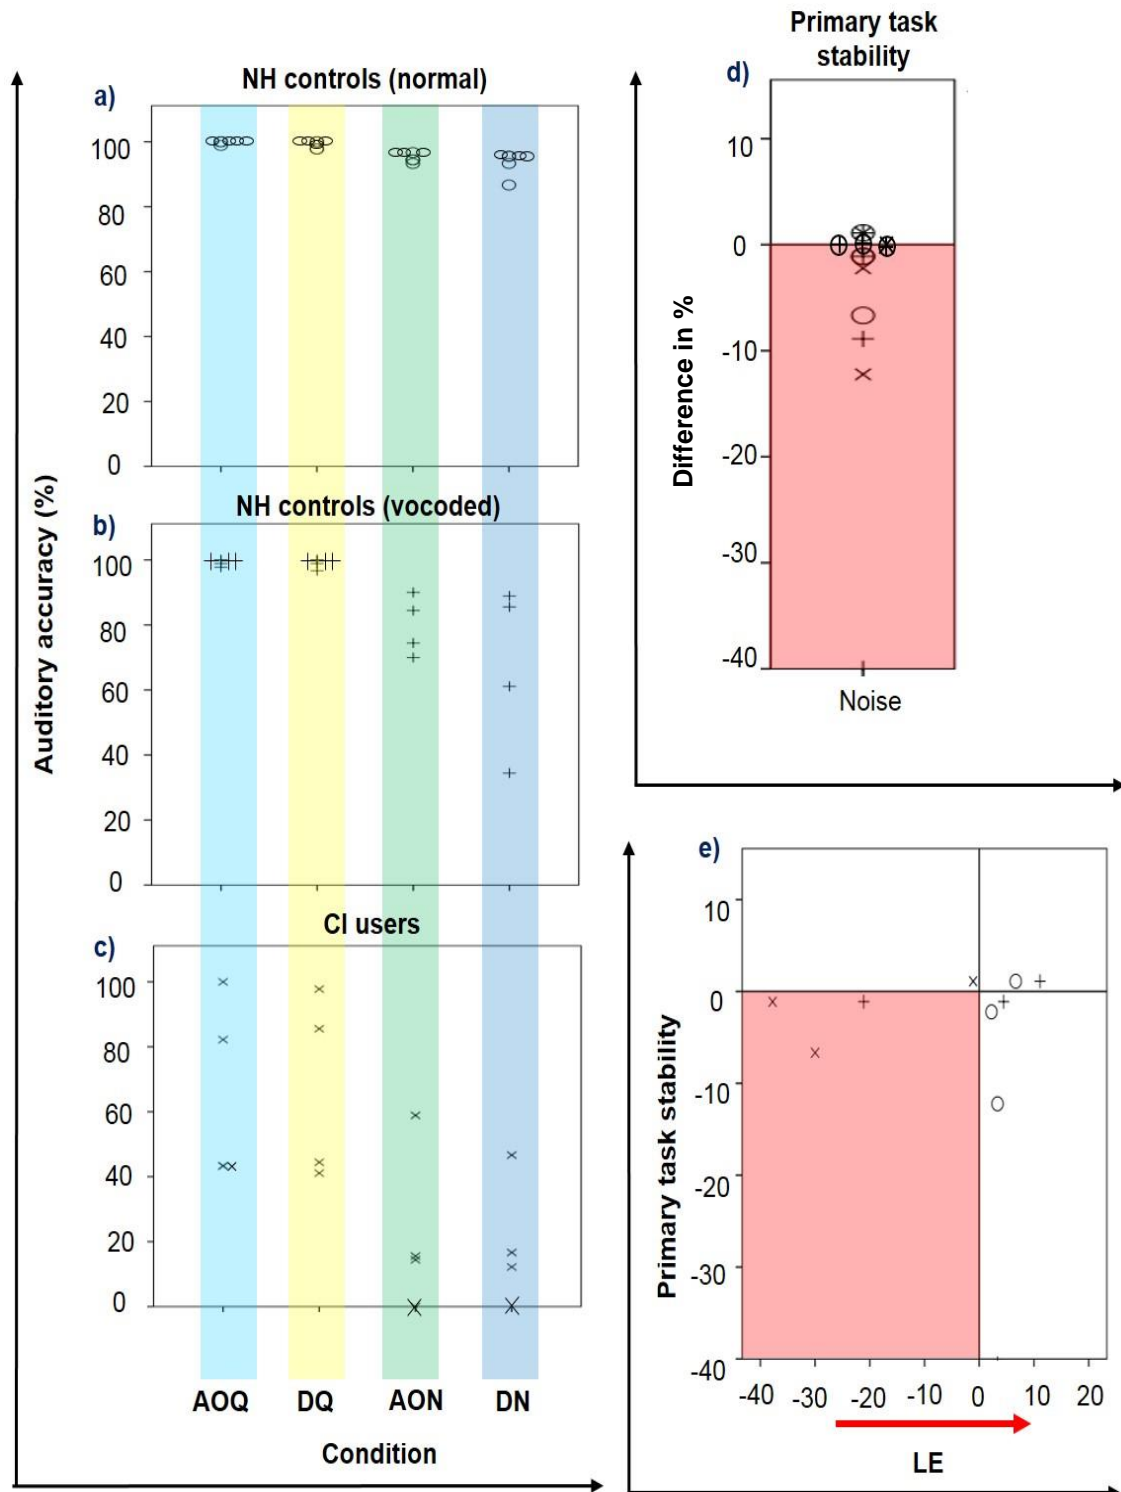 a)
NH controls (normal)
100
80
60
40
20
0
b)
NH controls (vocoded)
100
80
60
40
20
0
Auditory accuracy (%)
c)
CI users
100
80
60
40
20
0
AOQ DQ AON DN
Condition
Primary task
stability
d)
10
0
-10
-20
-30
-40
Difference in %
Noise
e)
10
0
-10
-20
-30
-40
Primary task stability
-40 -30 -20 -10 0 10 20
LE